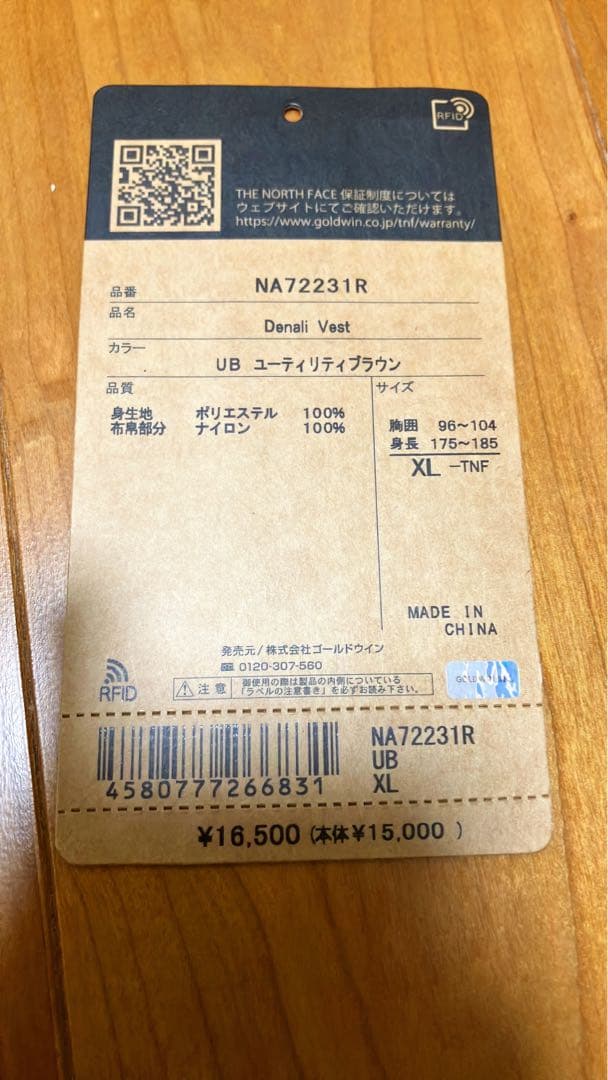 RFID
THE NORTH FACE 保証制度については
ウェブサイトにてご確認いただけます。
https://www.goldwin.co.jp/tnf/warranty/
品番 NA72231R
品名
Denali Vest
カラー
UB ユーティリティブラウン
品質
身生地 ポリエステル 100%
布帛部分 ナイロン 100%
サイズ
胸囲 96~104
身長 175~185
XL -TNF
MADE IN
CHINA
発売元/株式会社ゴールドウイン
0120-307-560
RFID
注意 御使用の際は製品の内側についている
「ラベルの注意書き」を必ずお読み下さい。
4580777266831
NA72231R
UB
XL
¥16,500 (本体¥15,000 )